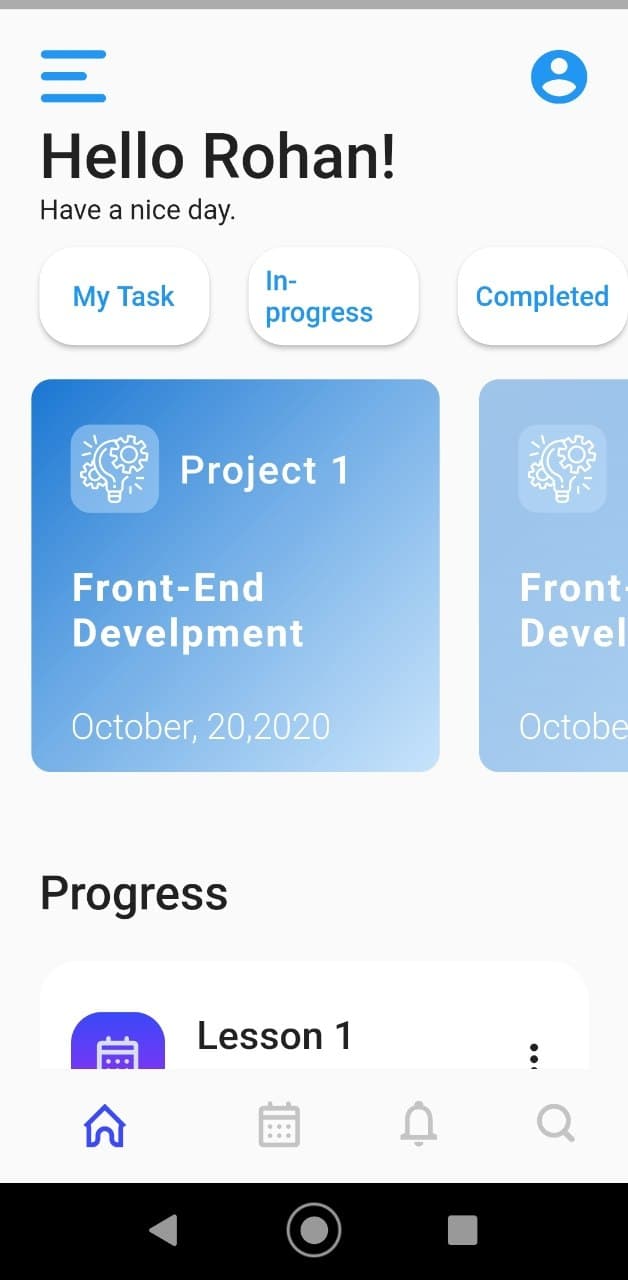 Hello Rohan!
Have a nice day.
My Task
In-
progress
Completed
Project 1
Front-End
Develpment
October, 20,2020
Front-
Devel
Octobe
Progress
Lesson 1